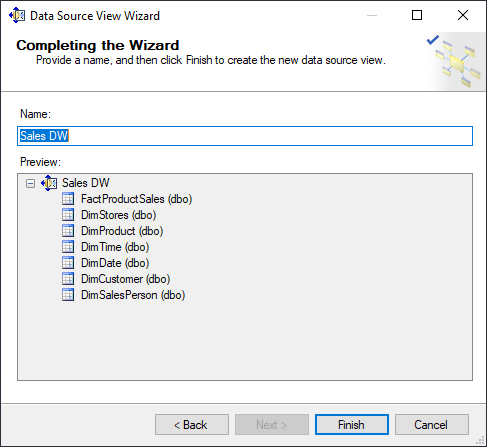 Data Source View Wizard
Completing the Wizard
Provide a name, and then click Finish to create the new data source view.
Name:
Sales DW
Preview:
Sales DW
FactProductSales (dbo)
DimStores (dbo)
DimProduct (dbo)
DimTime (dbo)
DimDate (dbo)
DimCustomer (dbo)
DimSalesPerson (dbo)
< Back Next > Finish Cancel